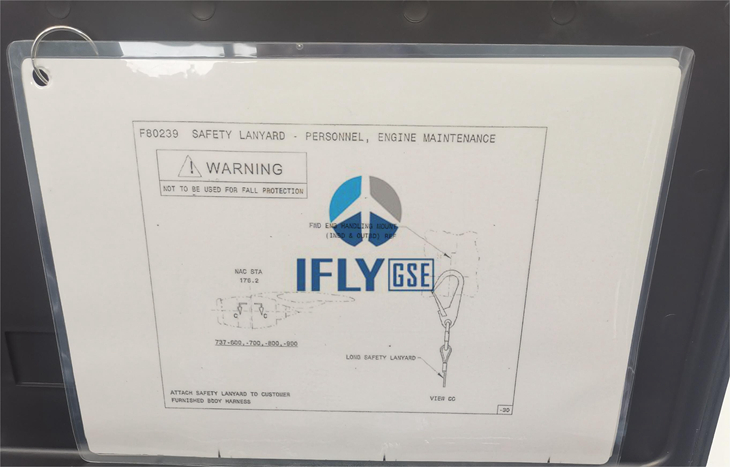 F80239 SAFETY LANYARD - PERSONNEL, ENGINE MAINTENANCE
WARNING
NOT TO BE USED FOR FALL PROTECTION
FWD ENG HANDLING MOUNT
(INBD & OUTBD) REF
IFLY GSE
NAC STA
176.2
C C
737-600,-700,-800,-900
LONG SAFETY LANYARD
ATTACH SAFETY LANYARD TO CUSTOMER
FURNISHED BODY HARNESS
VIEW CC
-20